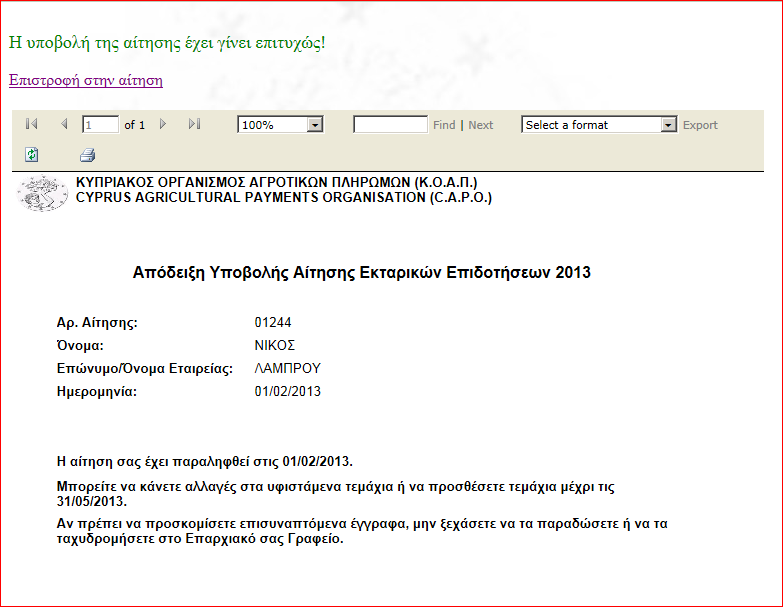 Η υποβολή της αίτησης έχει γίνει επιτυχώς!
Επιστροφή στην αίτηση
1 of 1 100% Find | Next Select a format Export
ΚΥΠΡΙΑΚΟΣ ΟΡΓΑΝΙΣΜΟΣ ΑΓΡΟΤΙΚΩΝ ΠΛΗΡΩΜΩΝ (Κ.Ο.Α.Π.)
CYPRUS AGRICULTURAL PAYMENTS ORGANISATION (C.A.P.O.)
Απόδειξη Υποβολής Αίτησης Εκταρικών Επιδοτήσεων 2013
Αρ. Αίτησης: 01244
Όνομα: ΝΙΚΟΣ
Επώνυμο/Όνομα Εταιρείας: ΛΑΜΠΡΟΥ
Ημερομηνία: 01/02/2013
Η αίτηση σας έχει παραληφθεί στις 01/02/2013.
Μπορείτε να κάνετε αλλαγές στα υφιστάμενα τεμάχια ή να προσθέσετε τεμάχια μέχρι τις
31/05/2013.
Αν πρέπει να προσκομίσετε επισυναπτόμενα έγγραφα, μην ξεχάσετε να τα παραδώσετε ή να τα
ταχυδρομήσετε στο Επαρχιακό σας Γραφείο.